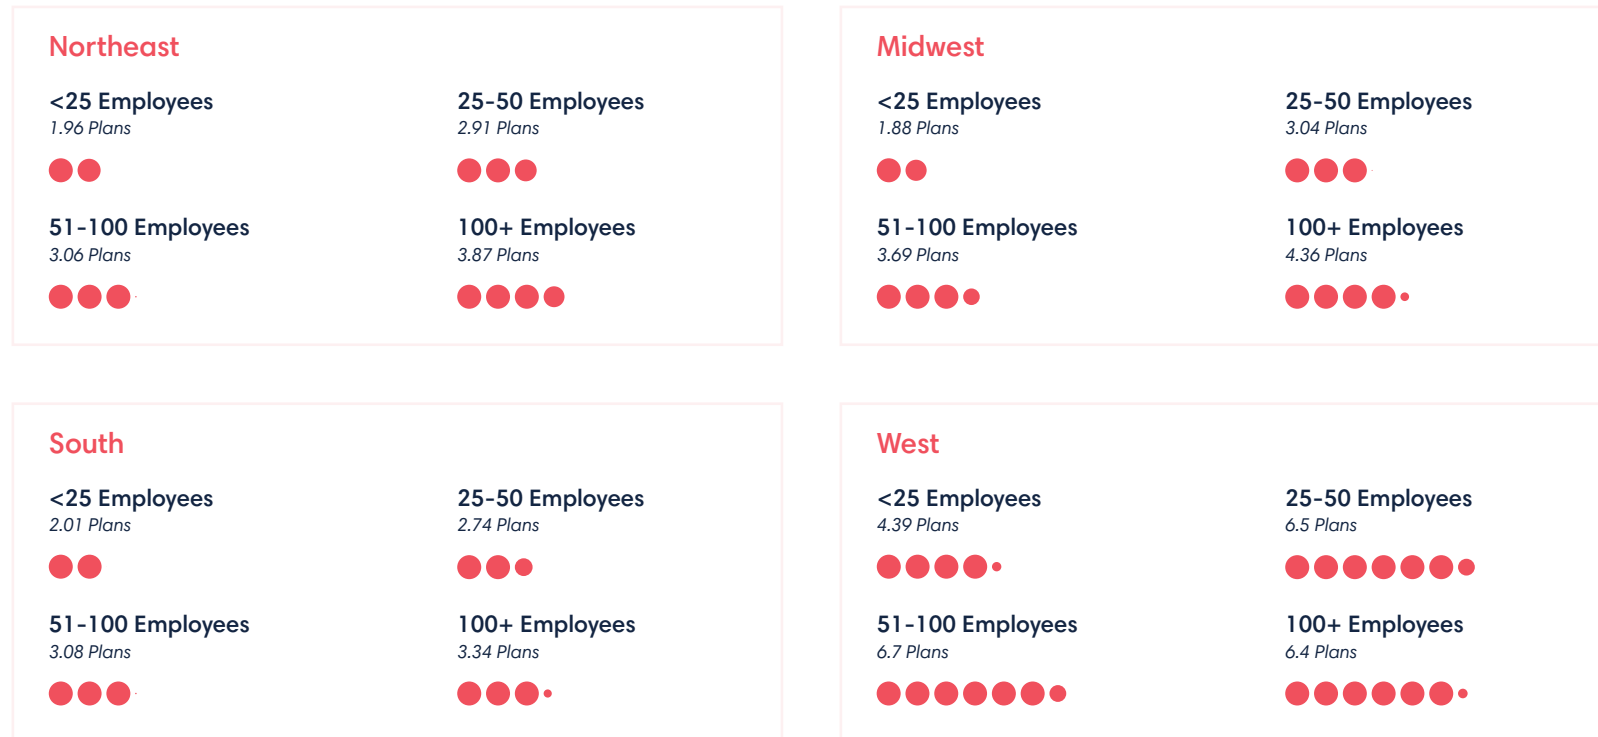 Northeast
<25 Employees
1.96 Plans
25-50 Employees
2.91 Plans
51-100 Employees
3.06 Plans
100+ Employees
3.87 Plans
Midwest
<25 Employees
1.88 Plans
25-50 Employees
3.04 Plans
51-100 Employees
3.69 Plans
100+ Employees
4.36 Plans
South
<25 Employees
2.01 Plans
25-50 Employees
2.74 Plans
51-100 Employees
3.08 Plans
100+ Employees
3.34 Plans
West
<25 Employees
4.39 Plans
25-50 Employees
6.5 Plans
51-100 Employees
6.7 Plans
100+ Employees
6.4 Plans